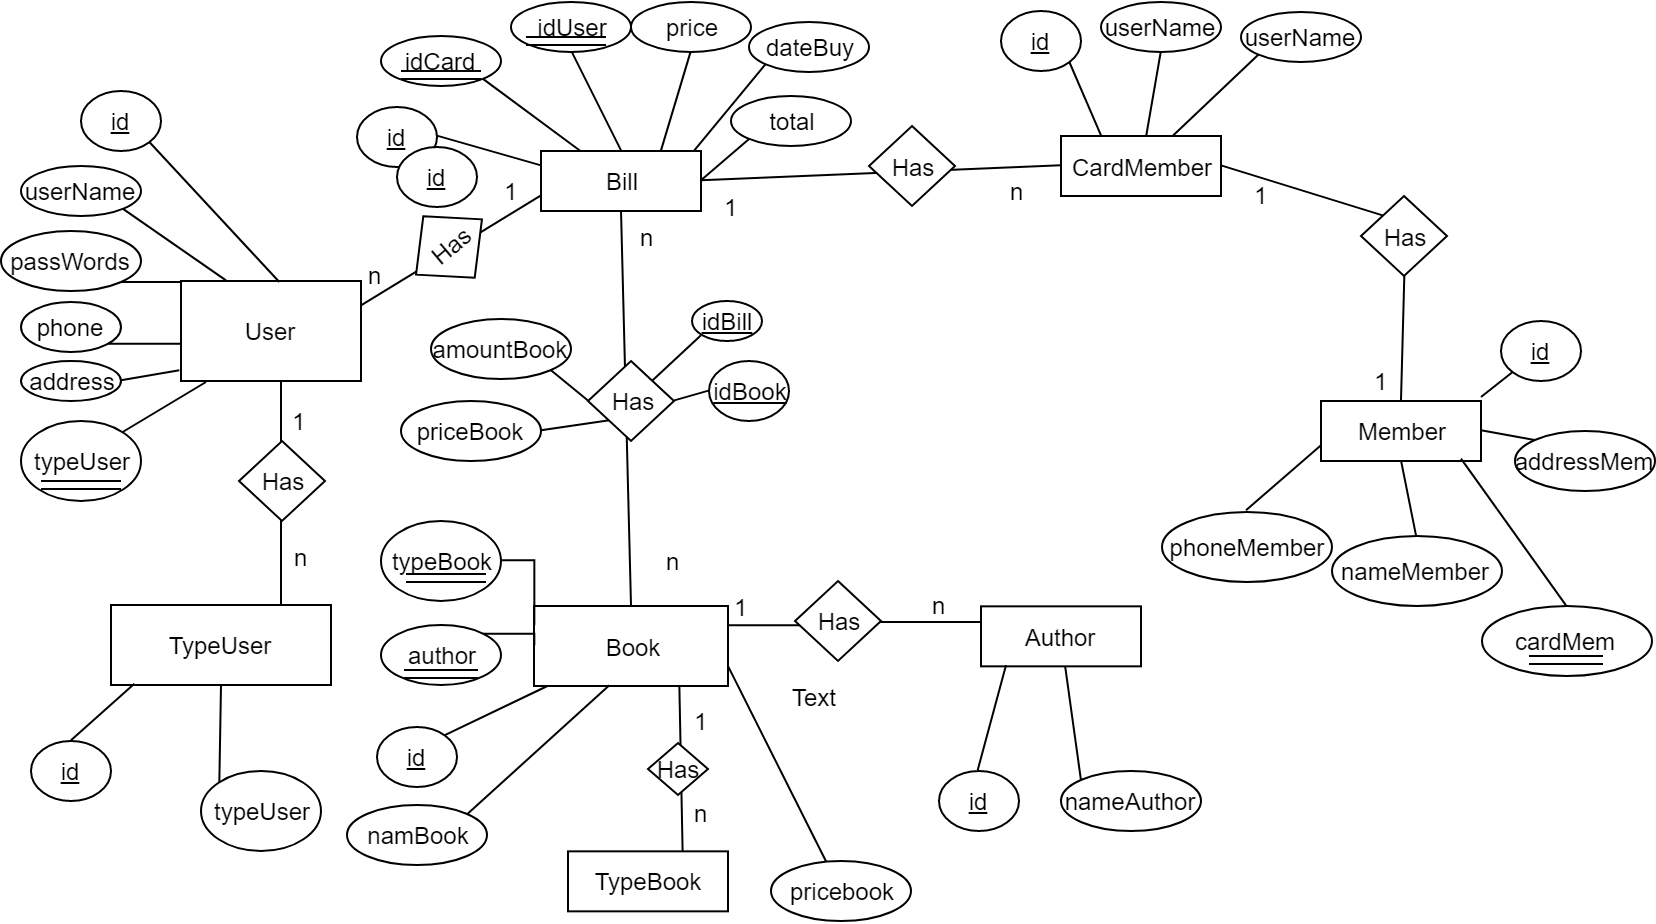 idUser
price
idCard
dateBuy
id
userName
userName
id
total
id
id
Has
Bill
CardMember
userName
1
1
n
1
passWords
Has
n
n
Has
phone
User
address
idBill
amountBook
Has
idBook
priceBook
id
1
Member
addressMem
1
typeUser
Has
phoneMember
nameMember
n
typeBook
n
1
Has
n
Author
TypeUser
author
Book
cardMem
Text
1
id
id
Has
id
nameAuthor
typeUser
namBook
n
TypeBook
pricebook